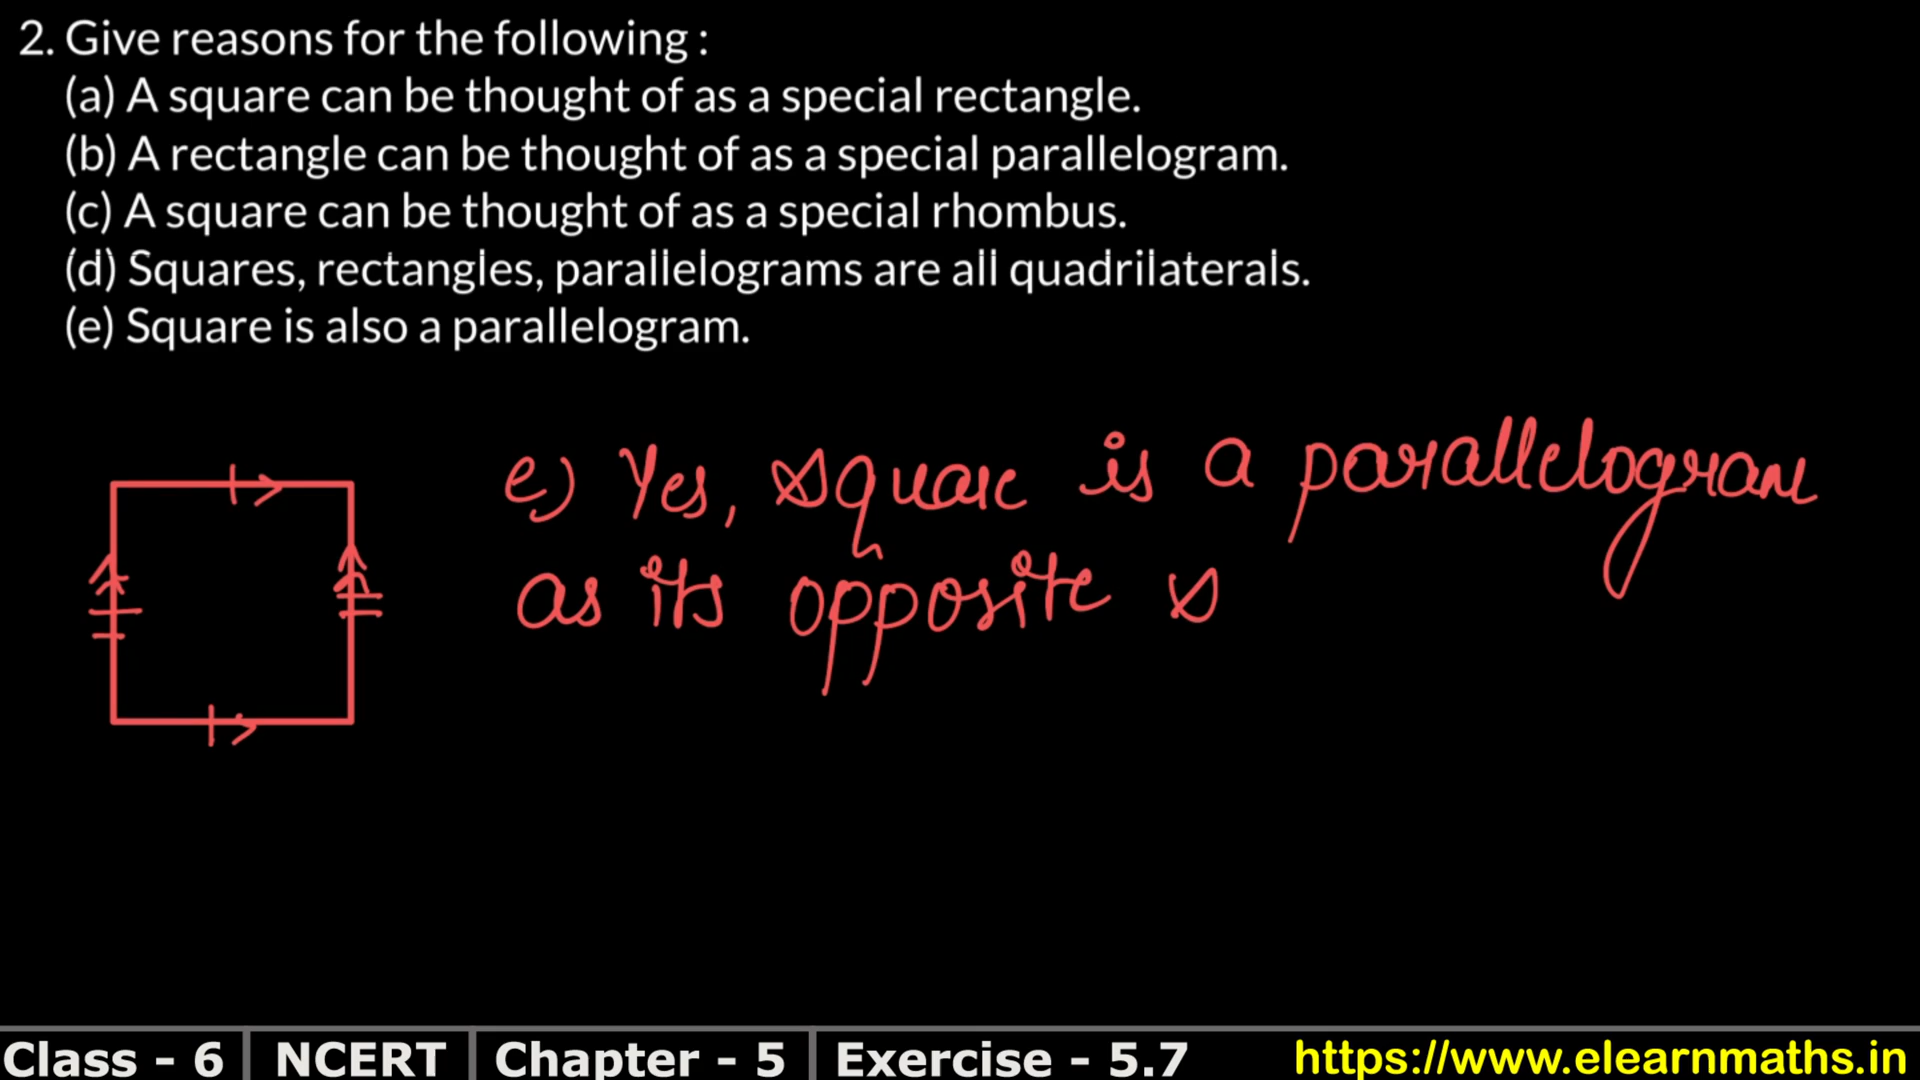 2. Give reasons for the following :
(a) A square can be thought of as a special rectangle.
(b) A rectangle can be thought of as a special parallelogram.
(c) A square can be thought of as a special rhombus.
(d) Squares, rectangles, parallelograms are all quadrilaterals.
(e) Square is also a parallelogram.
e) Yes, square is a parallelogram
as its opposite s
Class - 6 NCERT Chapter - 5 Exercise - 5.7 https://www.elearnmaths.in